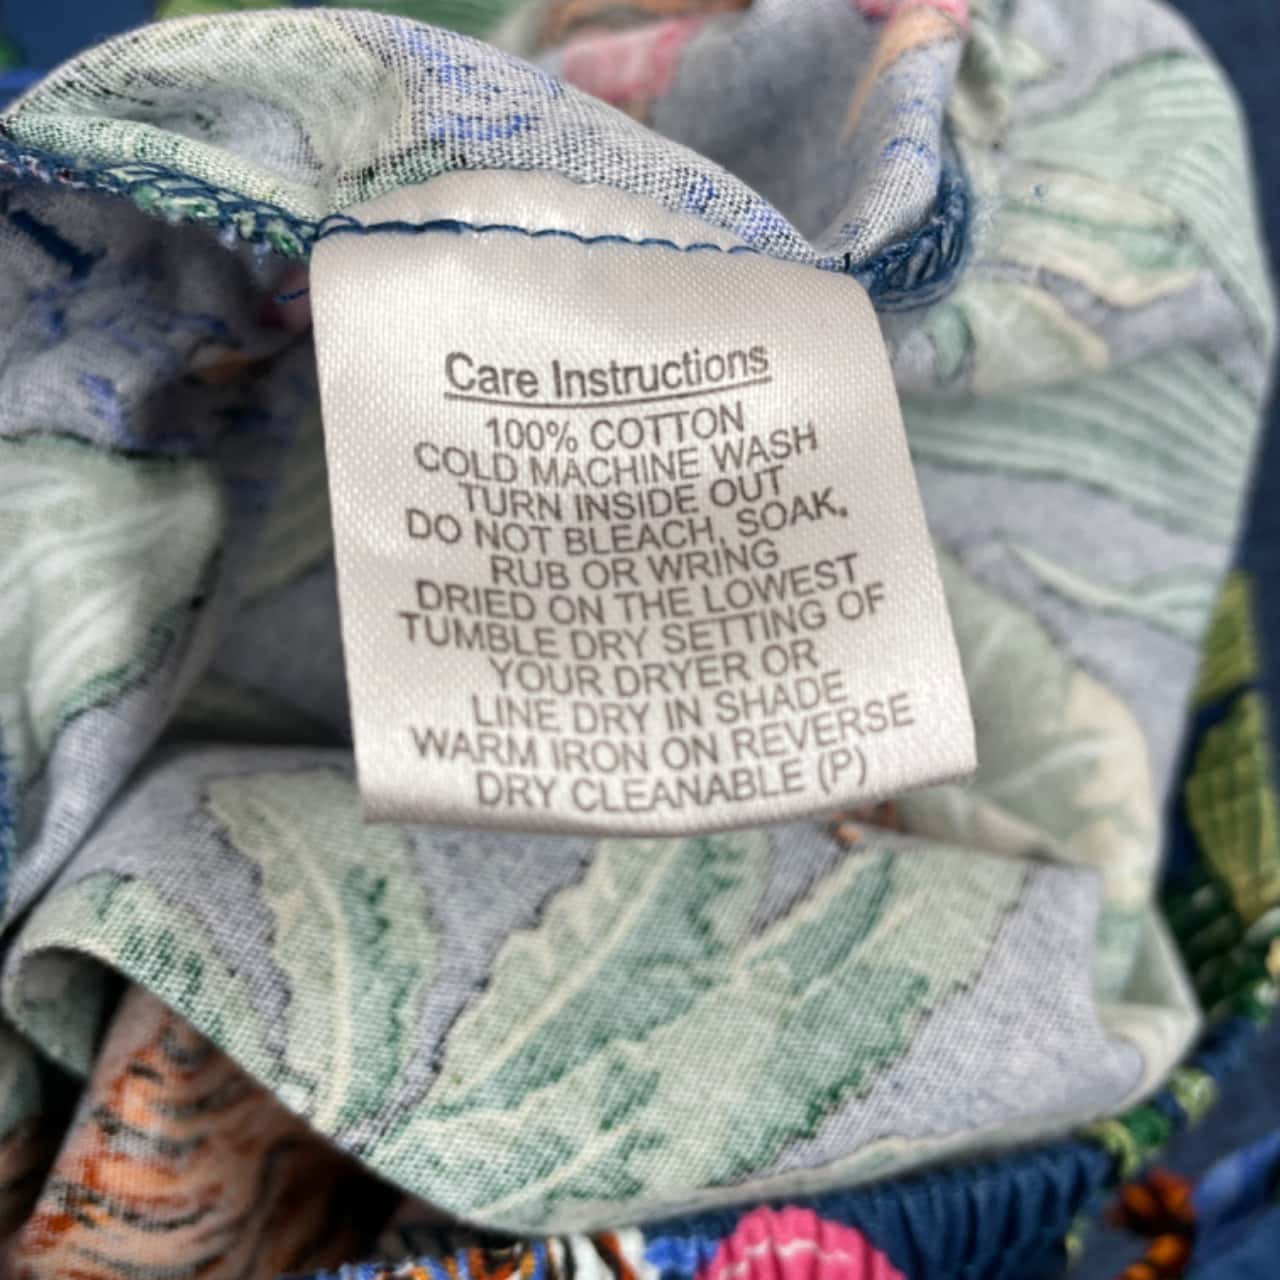 Care Instructions
100% COTTON
COLD MACHINE WASH
TURN INSIDE OUT
DO NOT BLEACH, SOAK,
RUB OR WRING
DRIED ON THE LOWEST
TUMBLE DRY SETTING OF
YOUR DRYER OR
LINE DRY IN SHADE
WARM IRON ON REVERSE
DRY CLEANABLE (P)